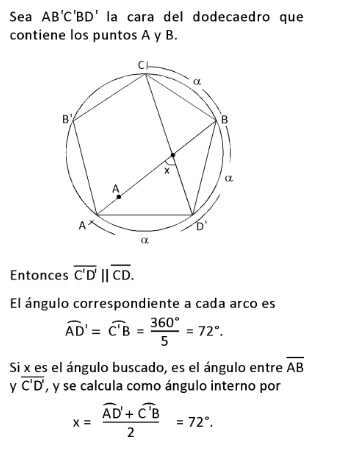 Sea AB'C'BD' la cara del dodecaedro que
contiene los puntos A y B.
C'
α
B'
B
x
A
α
A'
D'
α
Entonces C'D' || CD.
El ángulo correspondiente a cada arco es
AD' = C'B = 360° / 5 = 72°.
Si x es el ángulo buscado, es el ángulo entre AB
y C'D', y se calcula como ángulo interno por
x = AD' + C'B / 2 = 72°.